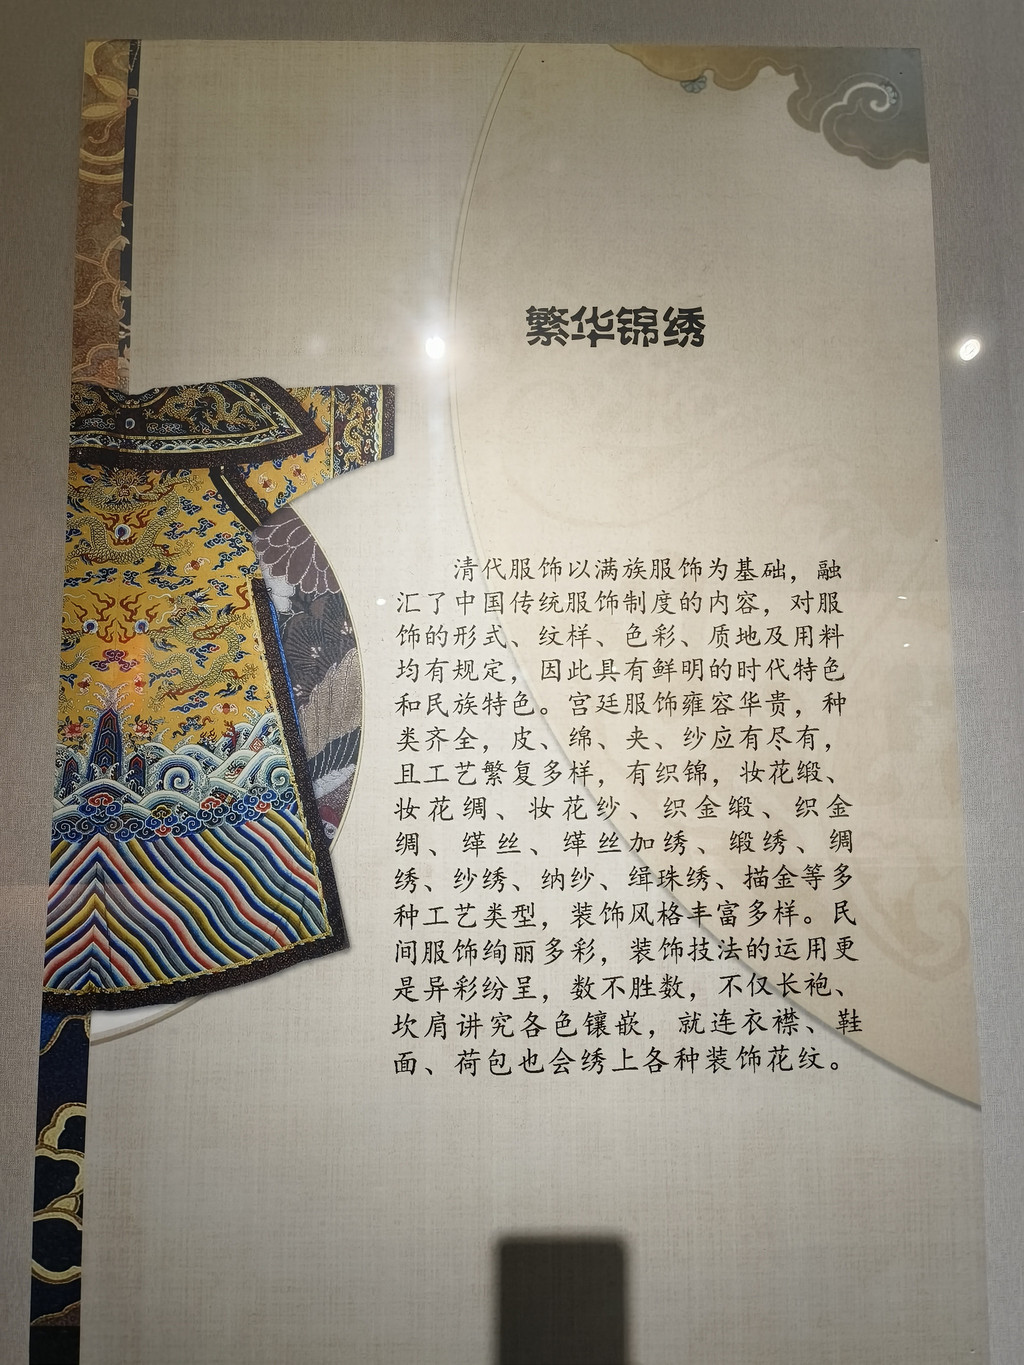 繁华锦绣
清代服饰以满族服饰为基础，融
汇了中国传统服饰制度的内容，对服
饰的形式、纹样、色彩、质地及用料
均有规定，因此具有鲜明的时代特色
和民族特色。宫廷服饰雍容华贵，种
类齐全，皮、绵、夹、纱应有尽有，
且工艺繁复多样，有织锦，妆花缎、
妆花绸、妆花纱、织金缎、织金
绸、缂丝、缂丝加绣、缎绣、绸
绣、纱绣、纳纱、缉珠绣、描金等多
种工艺类型，装饰风格丰富多样。民
间服饰绚丽多彩，装饰技法的运用更
是异彩纷呈，数不胜数，不仅长袍、
坎肩讲究各色镶嵌，就连衣襟、鞋
面、荷包也会绣上各种装饰花纹。